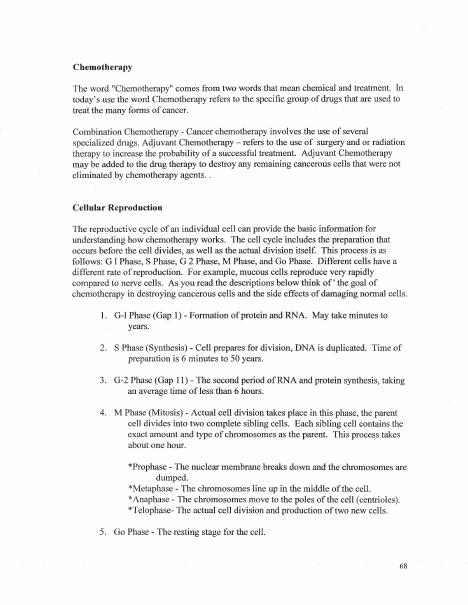 Chemotherapy
The word "Chemotherapy" comes from two words that mean chemical and treatment. In
today's use the word Chemotherapy refers to the specific group of drugs that are used to
treat the many forms of cancer.
Combination Chemotherapy - Cancer chemotherapy involves the use of several
specialized drugs. Adjuvant Chemotherapy – refers to the use of surgery and or radiation
therapy to increase the probability of a successful treatment. Adjuvant Chemotherapy
may be added to the drug therapy to destroy any remaining cancerous cells that were not
eliminated by chemotherapy agents. .
Cellular Reproduction
The reproductive cycle of an individual cell can provide the basic information for
understanding how chemotherapy works. The cell cycle includes the preparation that
occurs before the cell divides, as well as the actual division itself. This process is as
follows: G l Phase, S Phase, G 2 Phase, M Phase, and Go Phase. Different cells have a
different rate of reproduction. For example, mucous cells reproduce very rapidly
compared to nerve cells. As you read the descriptions below think of ' the goal of
chemotherapy in destroying cancerous cells and the side effects of damaging normal cells.
1. G-l Phase (Gap 1) - Formation of protein and RNA. May take minutes to
years.
2. S Phase (Synthesis) - Cell prepares for division, DNA is duplicated. Time of
preparation is 6 minutes to 50 years.
3. G-2 Phase (Gap 11) - The second period of RNA and protein synthesis, taking
an average time of less than 6 hours.
4. M Phase (Mitosis) - Actual cell division takes place in this phase, the parent
cell divides into two complete sibling cells. Each sibling cell contains the
exact amount and type of chromosomes as the parent. This process takes
about one hour.
*Prophase - The nuclear membrane breaks down and the chromosomes are
dumped.
*Metaphase - The chromosomes line up in the middle of the cell.
*Anaphase - The chromosomes move to the poles of the cell (centrioles).
*Telophase- The actual cell division and production of two new cells.
5. Go Phase - The resting stage for the cell.
68